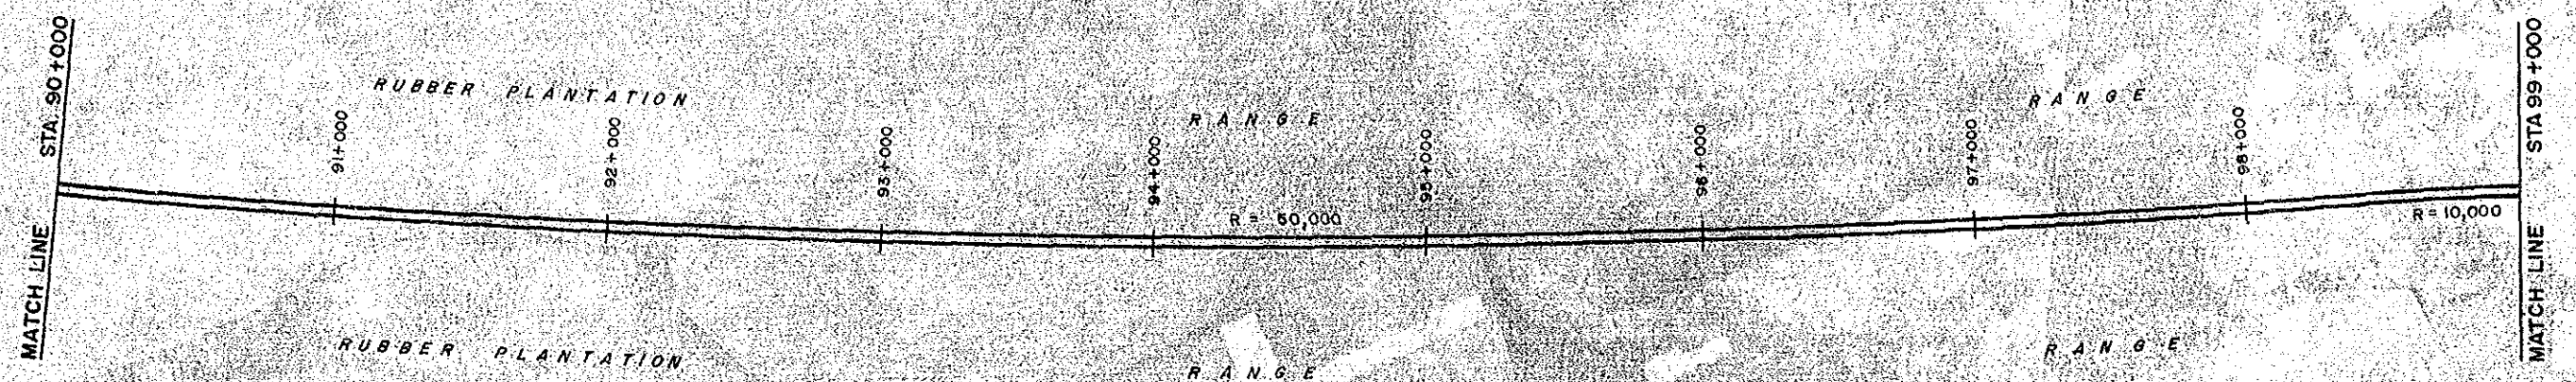 STA. 90+000
MATCH LINE
RUBBER PLANTATION
91+000
92+000
93+000
94+000
RANGE
95+000
96+000
97+000
RANGE
98+000
STA 99+000
MATCH LINE
R = 50,000
R = 10,000
RUBBER PLANTATION
RANGE
RANGE